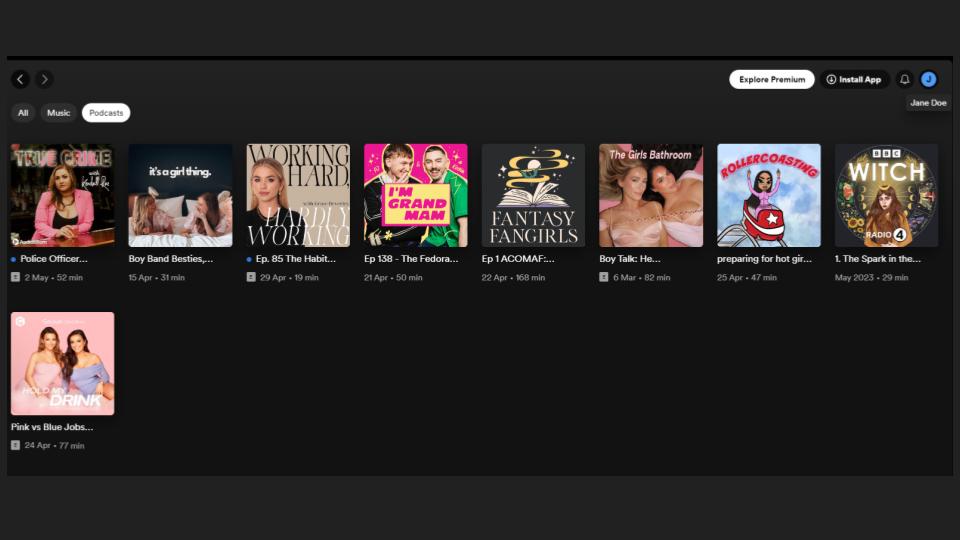 Explore Premium
Install App
J
Jane Doe
All
Music
Podcasts
TRUE CRIME
with
Kendall Rae
AudioBoom
it's a girl thing.
WORKING
HARD,
with Grace Beverley
HARDLY
WORKING
I'M
GRAND
MAM
FANTASY
FANGIRLS
The Girls Bathroom
ROLLERCOASTING
BBC
WITCH
RADIO 4
Police Officer...
2 May • 52 min
Boy Band Besties,...
15 Apr • 31 min
Ep. 85 The Habit...
29 Apr • 19 min
Ep 138 - The Fedora...
21 Apr • 50 min
Ep 1 ACOMAF:...
22 Apr • 168 min
Boy Talk: He...
6 Mar • 82 min
preparing for hot gir...
25 Apr • 47 min
1. The Spark in the...
May 2023 • 29 min
HOLD MY
DRINK
Pink vs Blue Jobs...
24 Apr • 77 min